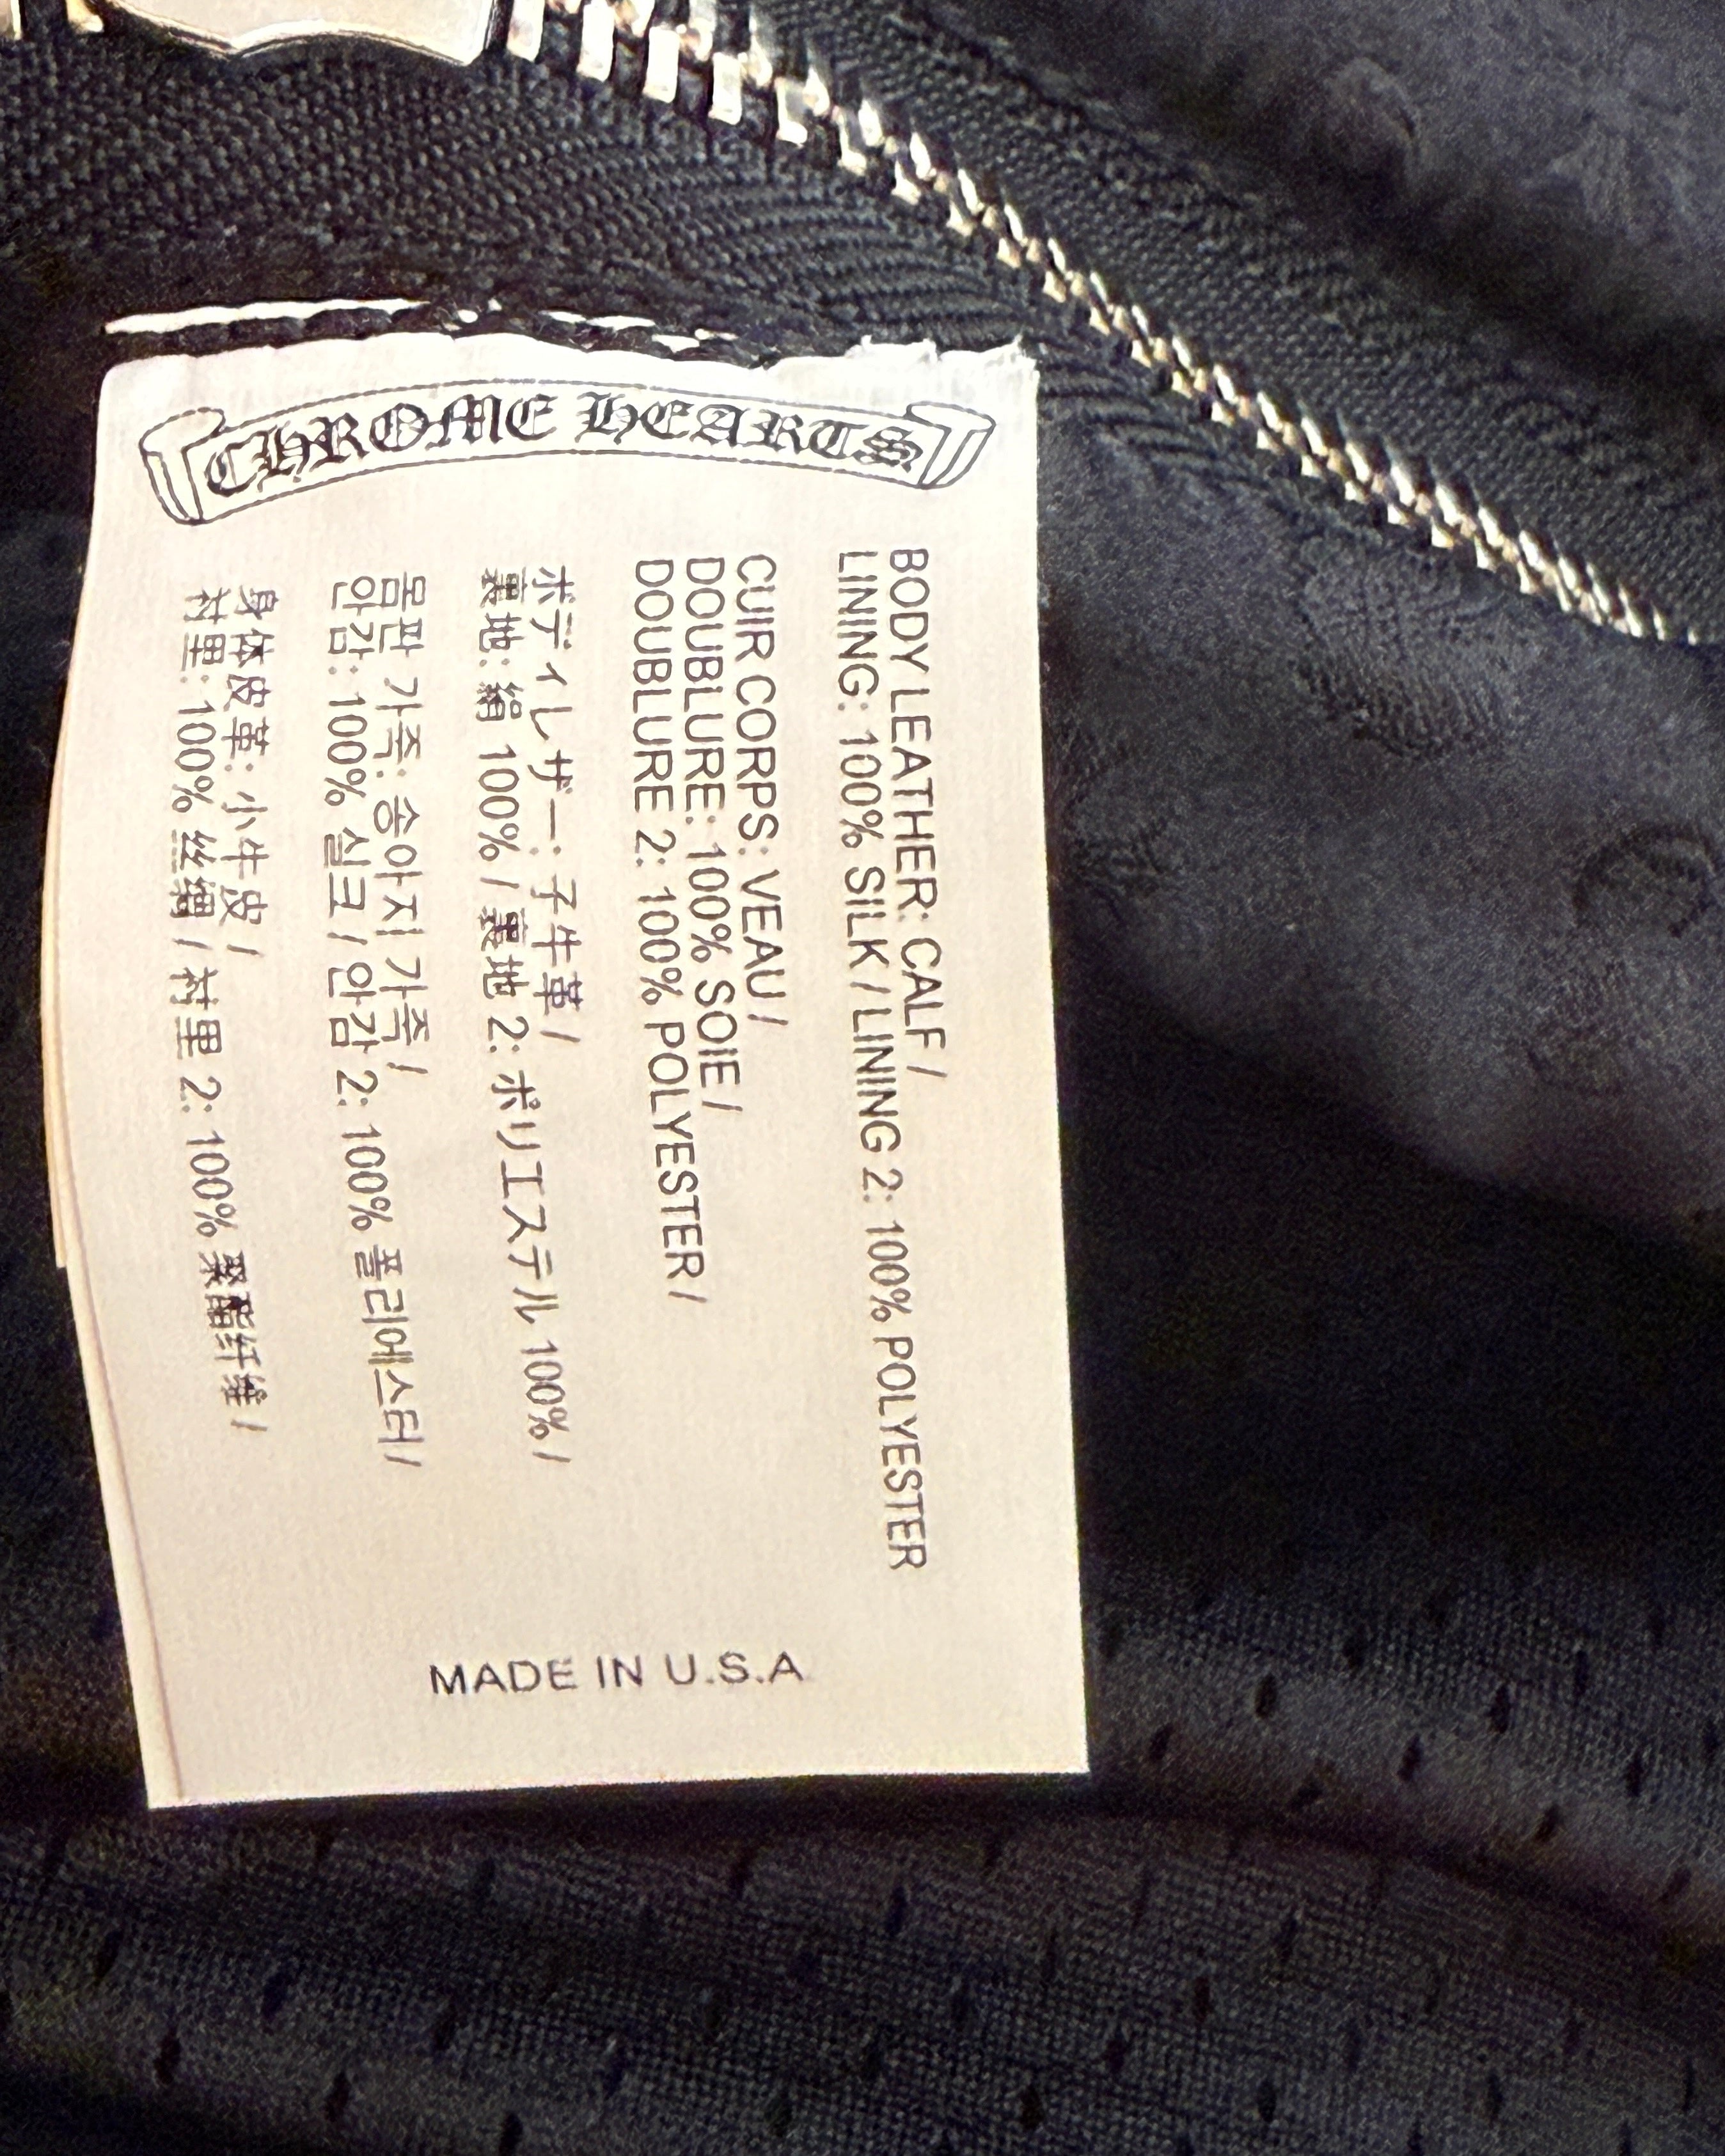 CHROME HEARTS
BODY LEATHER: CALF /
LINING: 100% SILK / LINING 2: 100% POLYESTER
CUIR CORPS: VEAU /
DOUBLURE: 100% SOIE /
DOUBLURE 2: 100% POLYESTER /
ボディレザー: 子牛革 /
裏地: 絹 100% / 裏地 2: ポリエステル 100% /
몸판 가죽: 송아지 가죽 /
안감: 100% 실크 / 안감 2: 100% 폴리에스터 /
身体皮革: 小牛皮 /
衬里: 100% 丝绸 / 衬里 2: 100% 聚酯纤维 /
MADE IN U.S.A